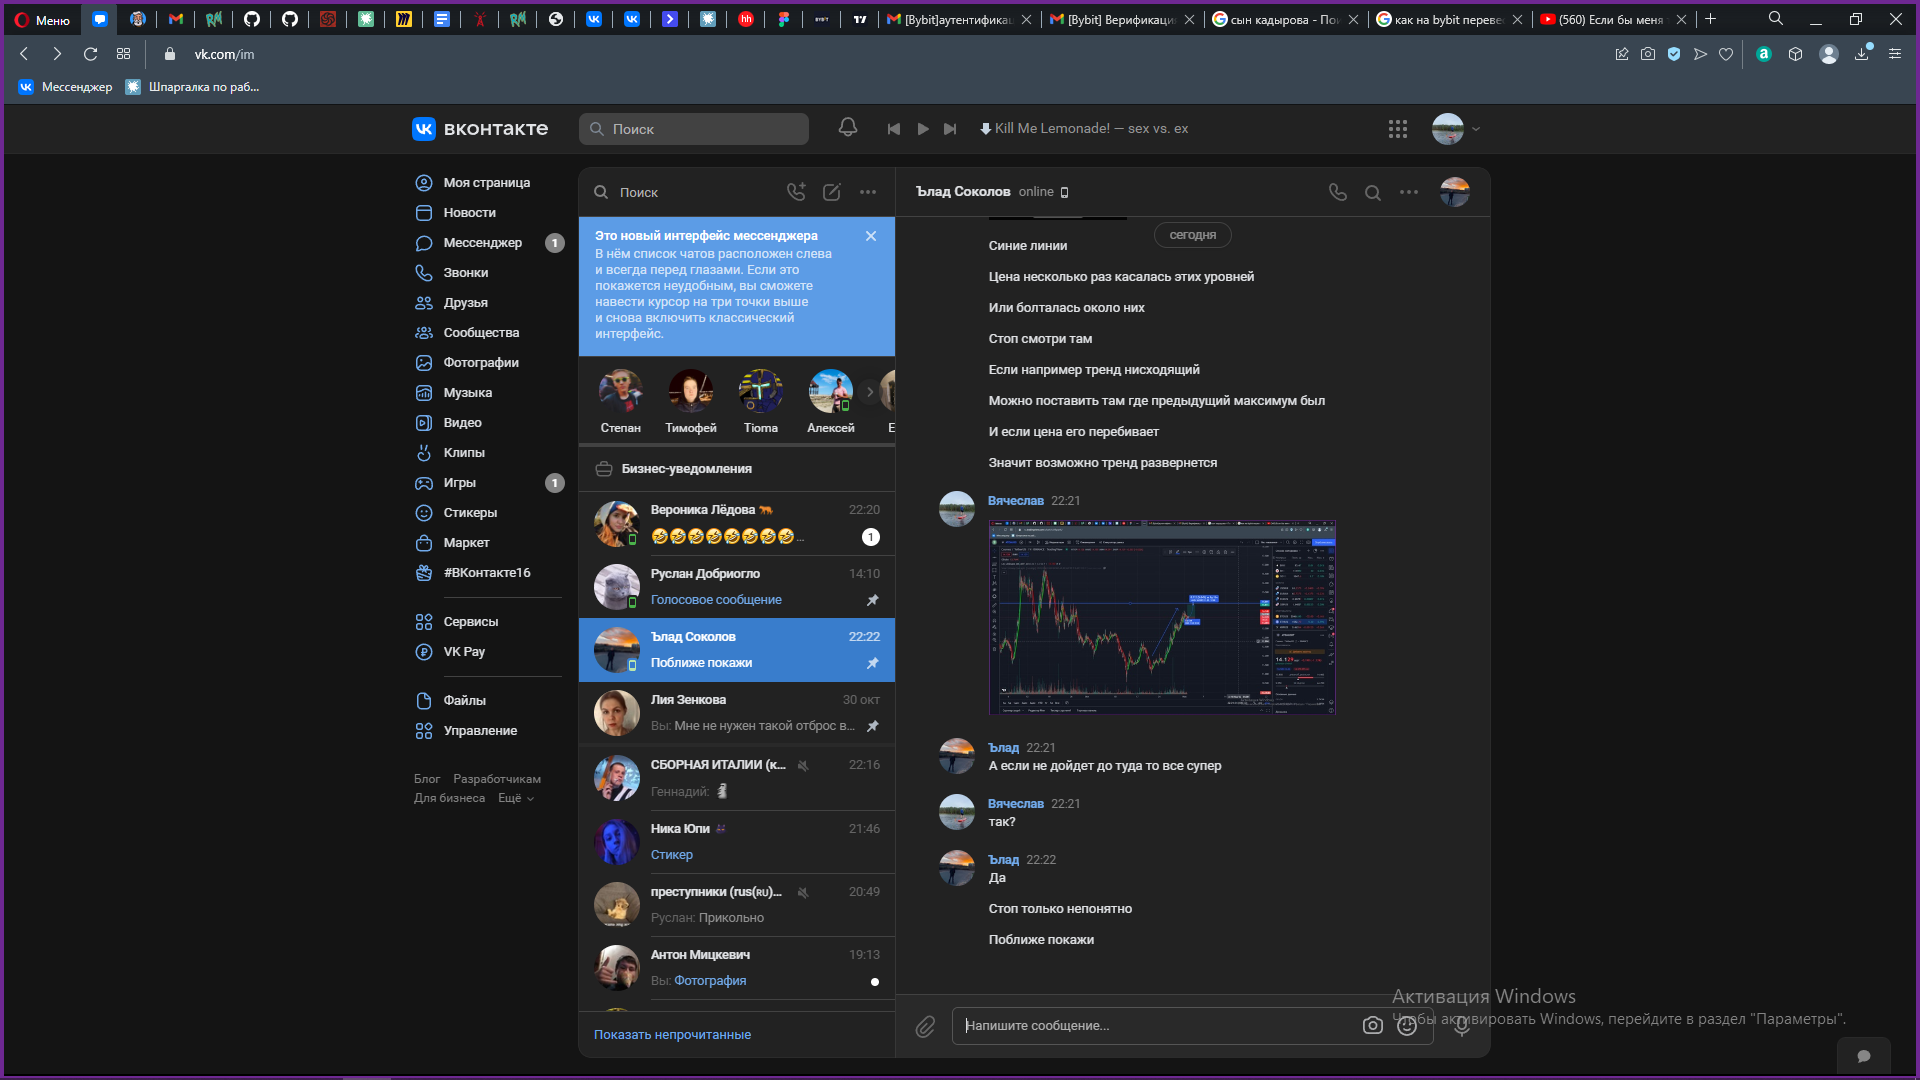 Меню
[Bybit]аутентификац
[Bybit] Верификация
сын кадырова - Пои
как на bybit перевес
(560) Если бы меня
vk.com/im
Мессенджер
Шпаргалка по раб...
вконтакте
Поиск
Kill Me Lemonade! — sex vs. ex
Моя страница
Новости
Мессенджер 1
Звонки
Друзья
Сообщества
Фотографии
Музыка
Видео
Клипы
Игры 1
Стикеры
Маркет
#ВКонтакте16
Сервисы
VK Pay
Файлы
Управление
Блог Разработчикам
Для бизнеса Ещё
Поиск
Это новый интерфейс мессенджера
В нём список чатов расположен слева
и всегда перед глазами. Если это
покажется неудобным, вы сможете
навести курсор на три точки выше
и снова включить классический
интерфейс.
Степан Тимофей Tioma Алексей Е
Бизнес-уведомления
Вероника Лёдова 22:20
🤣🤣🤣🤣🤣🤣🤣🤣... 1
Руслан Добриогло 14:10
Голосовое сообщение
Ълад Соколов 22:22
Поближе покажи
Лия Зенкова 30 окт
Вы: Мне не нужен такой отброс в...
СБОРНАЯ ИТАЛИИ (к... 22:16
Геннадий: 🗿
Ника Юпи 21:46
Стикер
преступники (rus(RU)... 20:49
Руслан: Прикольно
Антон Мицкевич 19:13
Вы: Фотография
Показать непрочитанные
Ълад Соколов online
сегодня
Синие линии
Цена несколько раз касалась этих уровней
Или болталась около них
Стоп смотри там
Если например тренд нисходящий
Можно поставить там где предыдущий максимум был
И если цена его перебивает
Значит возможно тренд развернется
Вячеслав 22:21
Ълад 22:21
А если не дойдет до туда то все супер
Вячеслав 22:21
так?
Ълад 22:22
Да
Стоп только непонятно
Поближе покажи
Напишите сообщение...
Активация Windows
Чтобы активировать Windows, перейдите в раздел "Параметры".